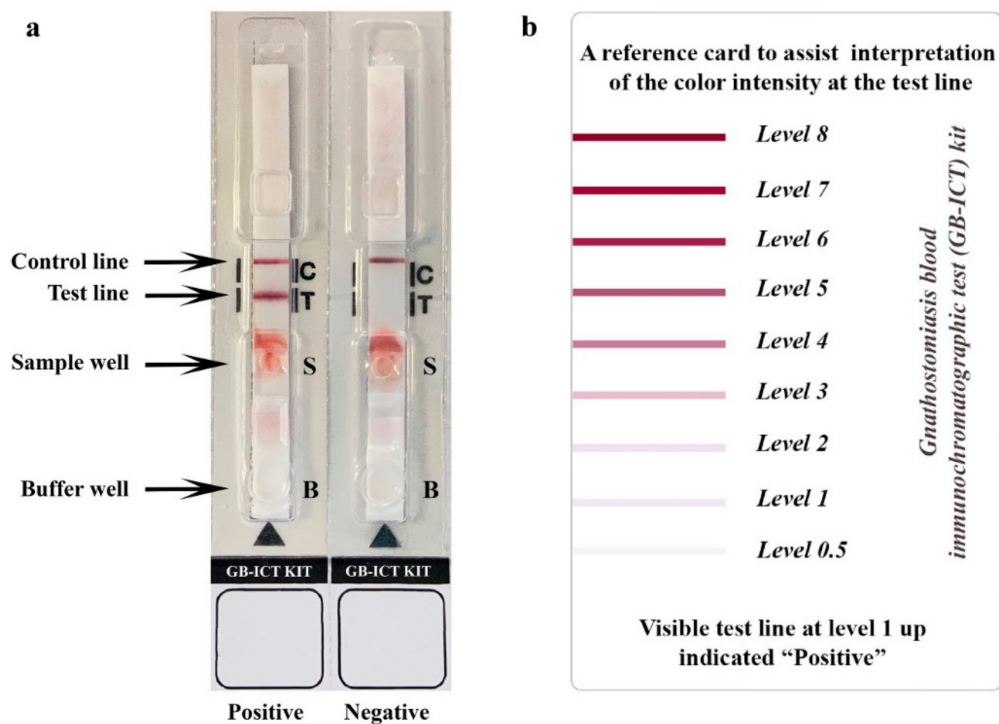 a
Control line
Test line
Sample well
Buffer well
C
T
S
B
GB-ICT KIT
Positive
C
T
S
B
GB-ICT KIT
Negative
b
A reference card to assist interpretation
of the color intensity at the test line
Level 8
Level 7
Level 6
Level 5
Level 4
Level 3
Level 2
Level 1
Level 0.5
Gnathostomiasis blood
immunochromatographic test (GB-ICT) kit
Visible test line at level 1 up
indicated “Positive”